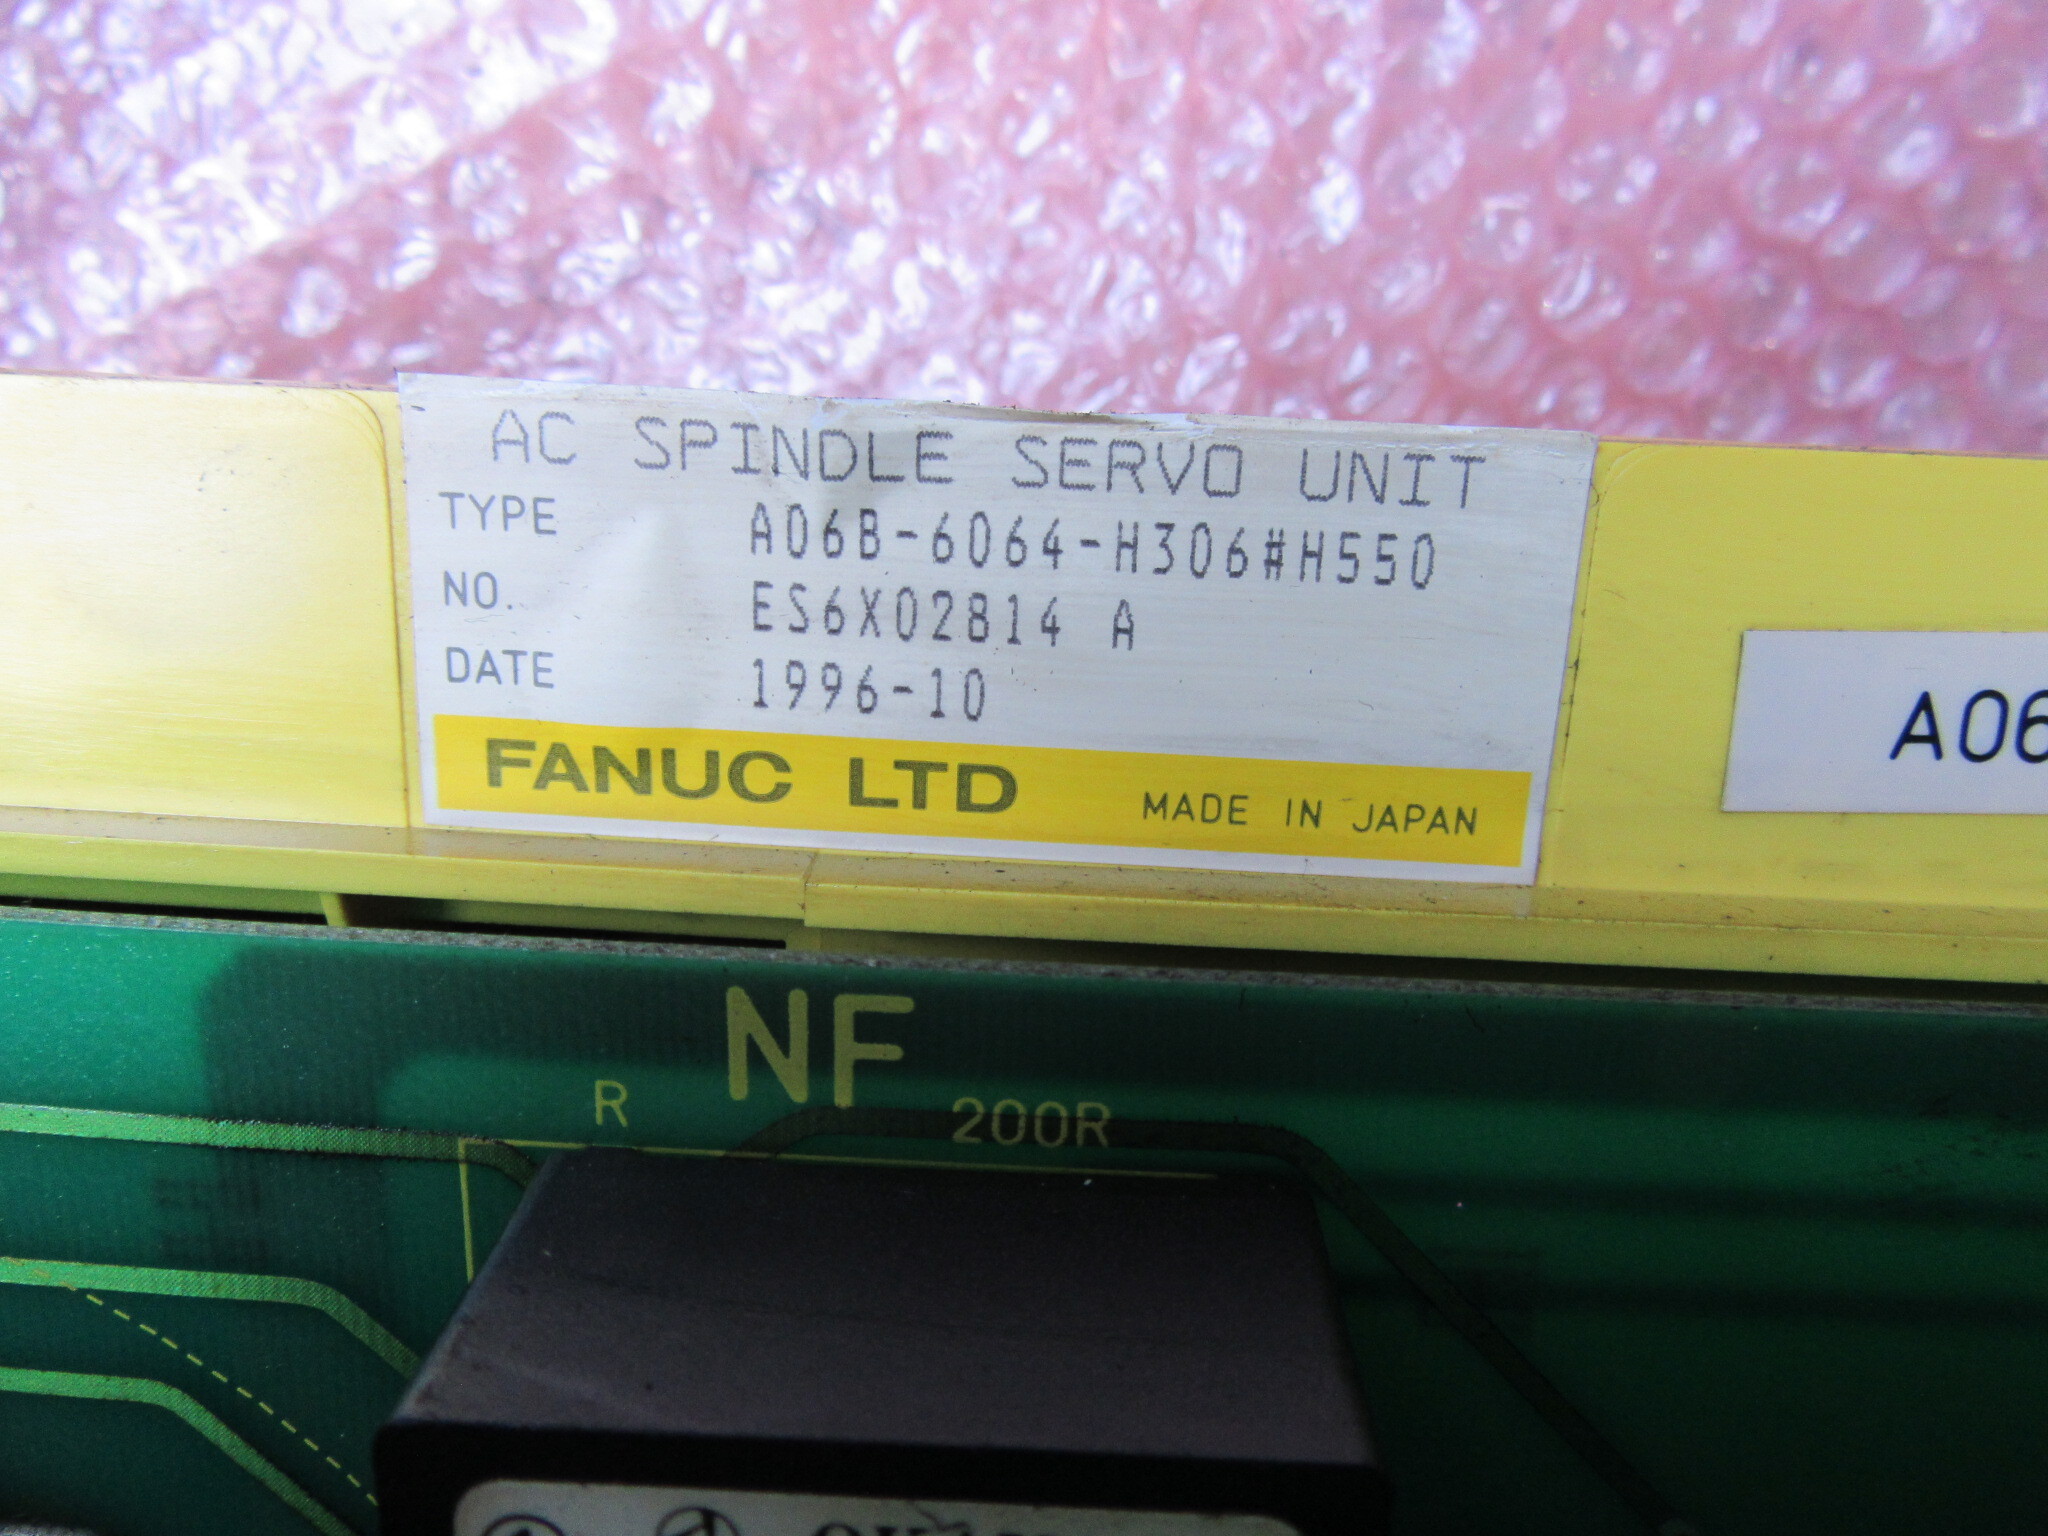 AC SPINDLE SERVO UNIT
TYPE A06B-6064-H306#H550
NO. ES6X02814 A
DATE 1996-10
FANUC LTD MADE IN JAPAN
A06
NF
R 200R